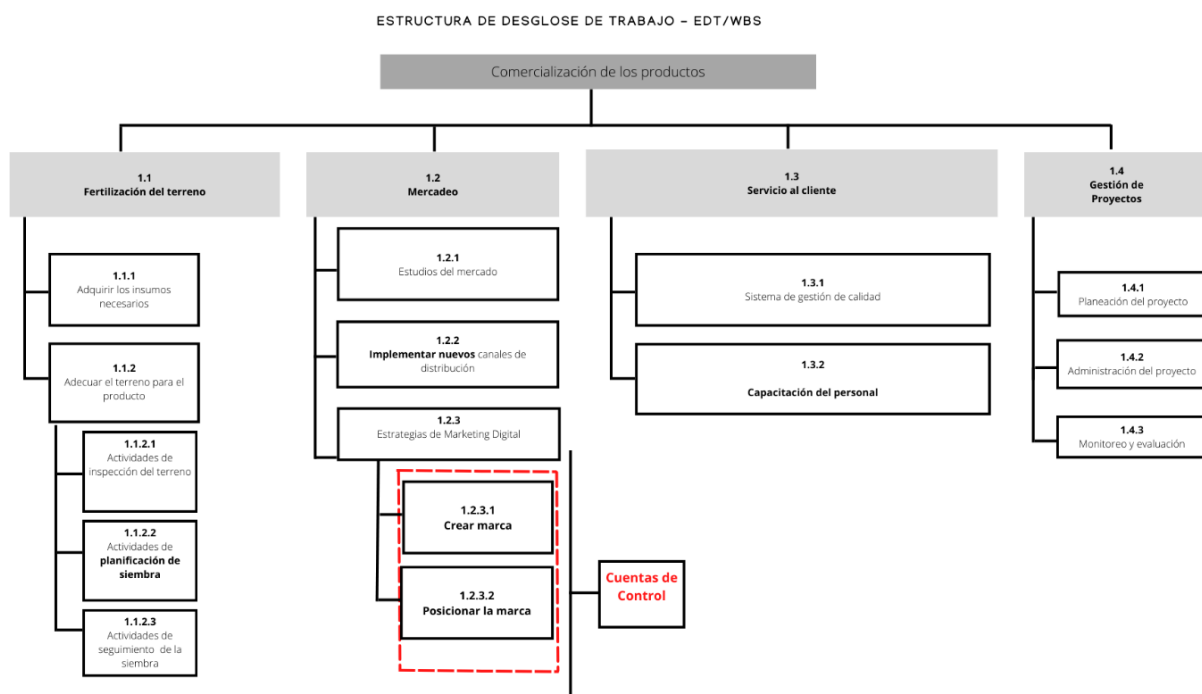 ESTRUCTURA DE DESGLOSE DE TRABAJO - EDT/WBS
Comercialización de los productos
1.1
Fertilización del terreno
1.1.1
Adquirir los insumos
necesarios
1.1.2
Adecuar el terreno para el
producto
1.1.2.1
Actividades de
inspección del terreno
1.1.2.2
Actividades de
planificación de
siembra
1.1.2.3
Actividades de
seguimiento de la
siembra
1.2
Mercadeo
1.2.1
Estudios del mercado
1.2.2
Implementar nuevos canales de
distribución
1.2.3
Estrategias de Marketing Digital
1.2.3.1
Crear marca
1.2.3.2
Posicionar la marca
Cuentas de
Control
1.3
Servicio al cliente
1.3.1
Sistema de gestión de calidad
1.3.2
Capacitación del personal
1.4
Gestión de
Proyectos
1.4.1
Planeación del proyecto
1.4.2
Administración del proyecto
1.4.3
Monitoreo y evaluación